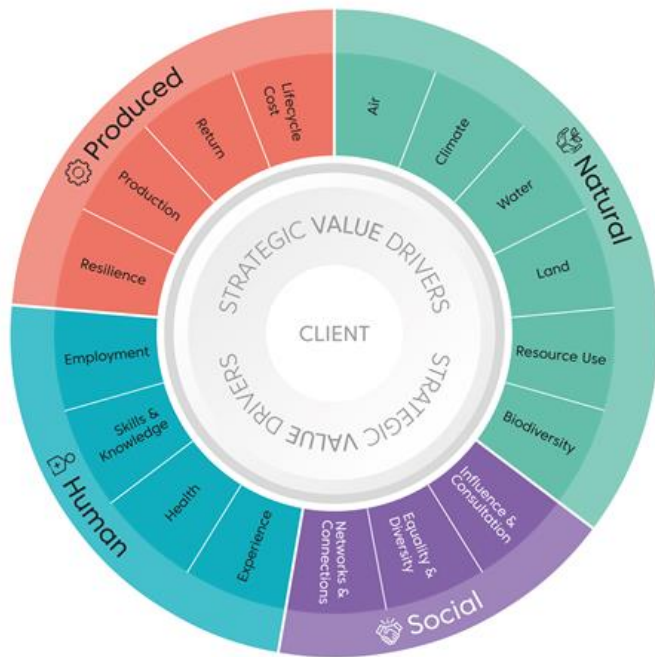 Produced
Lifecycle
Cost
Return
Production
Resilience
Natural
Air
Climate
Water
Land
Resource Use
Biodiversity
Social
Influence &
Consultation
Equality &
Diversity
Networks &
Connections
Human
Experience
Health
Skills &
Knowledge
Employment
STRATEGIC VALUE DRIVERS
CLIENT
STRATEGIC VALUE DRIVERS